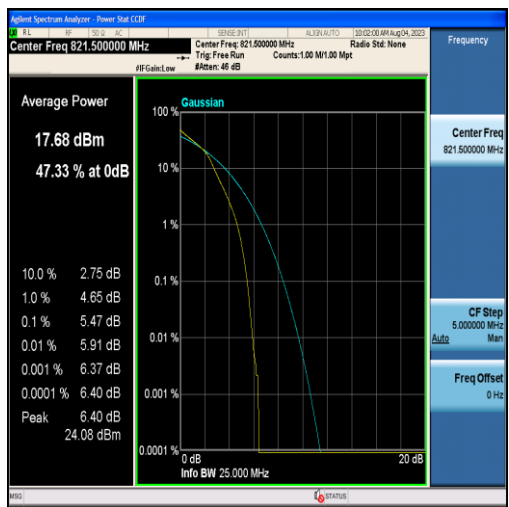 Agilent Spectrum Analyzer - Power Stat CCDF
RL RF 50 Ω AC SENSE:INT ALIGN AUTO 10:02:00 AM Aug 04, 2023
Center Freq 821.500000 MHz
Center Freq: 821.500000 MHz Radio Std: None
Trig: Free Run Counts:1.00 M/1.00 Mpt
#IFGain:Low #Atten: 46 dB
Frequency
Average Power
17.68 dBm
47.33 % at 0dB
10.0 % 2.75 dB
1.0 % 4.65 dB
0.1 % 5.47 dB
0.01 % 5.91 dB
0.001 % 6.37 dB
0.0001 % 6.40 dB
Peak 6.40 dB
24.08 dBm
Gaussian
100 %
10 %
1 %
0.1 %
0.01 %
0.001 %
0.0001 %
0 dB 20 dB
Info BW 25.000 MHz
Center Freq
821.500000 MHz
CF Step
5.000000 MHz
Auto Man
Freq Offset
0 Hz
MSG STATUS